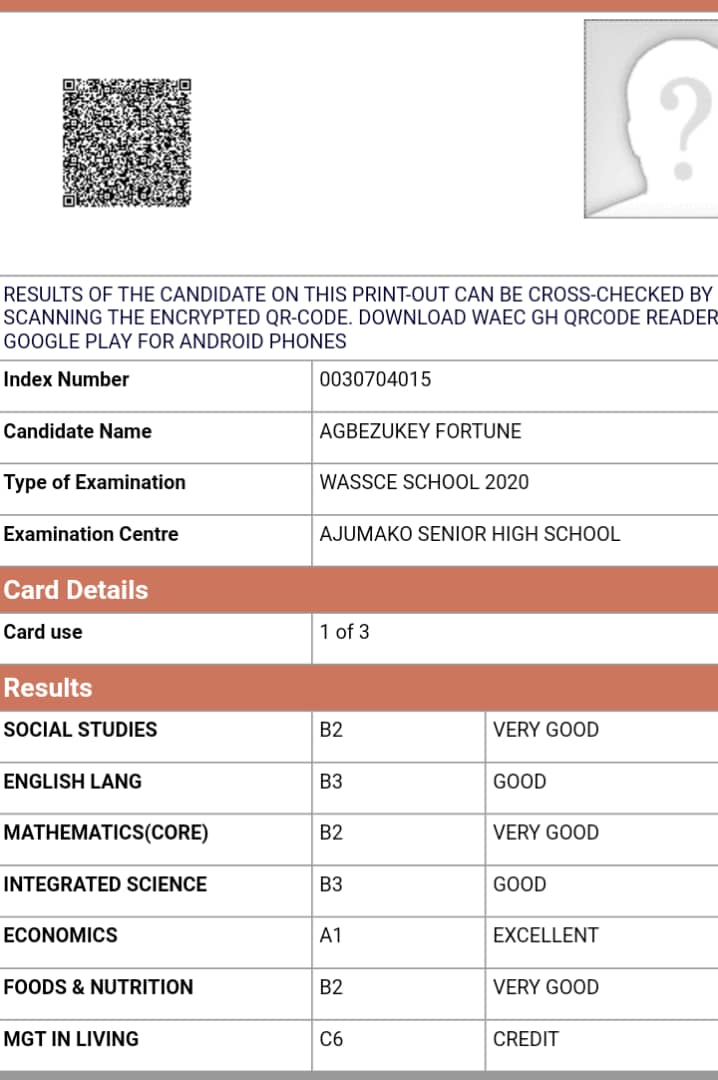 RESULTS OF THE CANDIDATE ON THIS PRINT-OUT CAN BE CROSS-CHECKED BY
SCANNING THE ENCRYPTED QR-CODE. DOWNLOAD WAEC GH QRCODE READER
GOOGLE PLAY FOR ANDROID PHONES
Index Number 0030704015
Candidate Name AGBEZUKEY FORTUNE
Type of Examination WASSCE SCHOOL 2020
Examination Centre AJUMAKO SENIOR HIGH SCHOOL
Card Details
Card use 1 of 3
Results
SOCIAL STUDIES B2 VERY GOOD
ENGLISH LANG B3 GOOD
MATHEMATICS(CORE) B2 VERY GOOD
INTEGRATED SCIENCE B3 GOOD
ECONOMICS A1 EXCELLENT
FOODS & NUTRITION B2 VERY GOOD
MGT IN LIVING C6 CREDIT